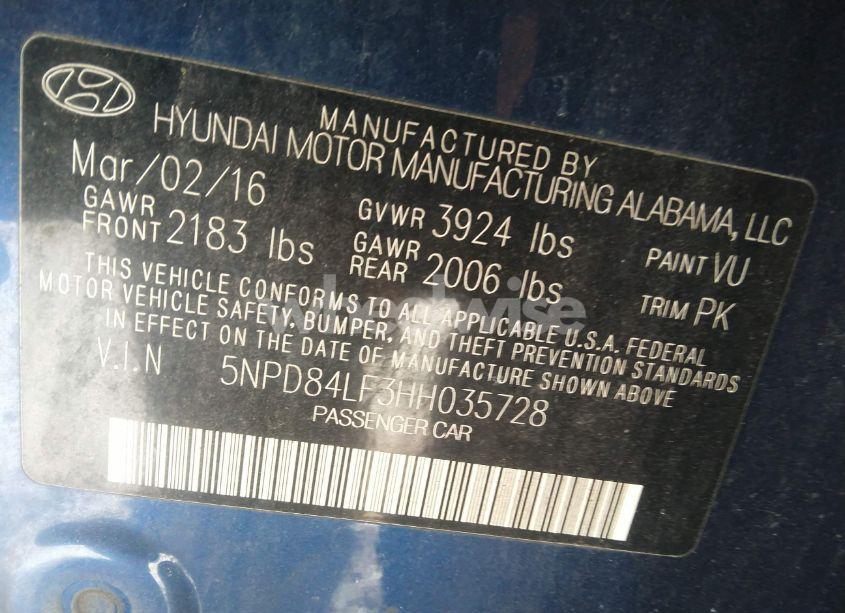 MANUFACTURED BY
HYUNDAI MOTOR MANUFACTURING ALABAMA, LLC
Mar/02/16
GAWR FRONT 2183 lbs
GVWR 3924 lbs
GAWR REAR 2006 lbs
PAINT VU
TRIM PK
THIS VEHICLE CONFORMS TO ALL APPLICABLE U.S.A. FEDERAL
MOTOR VEHICLE SAFETY, BUMPER, AND THEFT PREVENTION STANDARDS
IN EFFECT ON THE DATE OF MANUFACTURE SHOWN ABOVE
V.I.N 5NPD84LF3HH035728
PASSENGER CAR
wheelwise